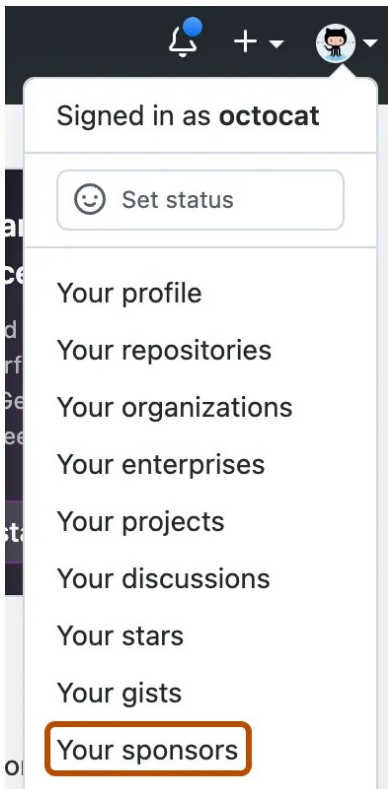 Signed in as octocat
Set status
Your profile
Your repositories
Your organizations
Your enterprises
Your projects
Your discussions
Your stars
Your gists
Your sponsors